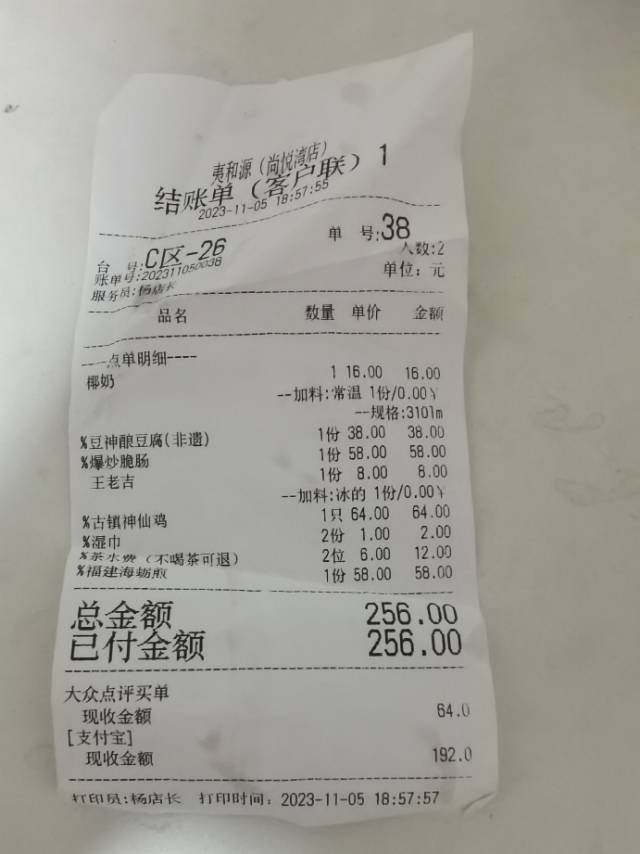 夷和源（尚悦湾店）
结账单（客户联） 1
2023-11-05 18:57:55
台 号:C区-26 单 号:38
账单号:202311050038 人数:2
服务员:杨店长 单位: 元
品名 数量 单价 金额
----点单明细----
椰奶 1 16.00 16.00
--加料:常温 1份/0.00¥
--规格:310lm
%豆神酿豆腐(非遗) 1份 38.00 38.00
%爆炒脆肠 1份 58.00 58.00
王老吉 1份 8.00 8.00
--加料:冰的 1份/0.00¥
%古镇神仙鸡 1只 64.00 64.00
%湿巾 2份 1.00 2.00
%茶水费（不喝茶可退） 2位 6.00 12.00
%福建海蛎煎 1份 58.00 58.00
总金额 256.00
已付金额 256.00
大众点评买单
现收金额 64.0
[支付宝]
现收金额 192.0
打印员:杨店长 打印时间: 2023-11-05 18:57:57